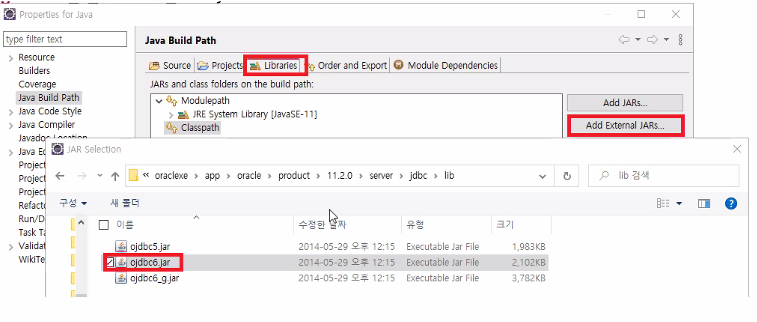 Properties for Java
type filter text
Resource
Builders
Coverage
Java Build Path
Java Code Style
Java Compiler
Javadoc Location
Java Ed
Project
Project
Project
Refacto
Run/De
Task Ta
Validat
WikiTe
Java Build Path
Source Projects Libraries Order and Export Module Dependencies
JARs and class folders on the build path:
Modulepath
JRE System Library [JavaSE-11]
Classpath
Add JARs...
Add External JARs...
JAR Selection
« oraclexe › app › oracle › product › 11.2.0 › server › jdbc › lib
lib 검색
구성 새 폴더
이름 수정한 날짜 유형 크기
ojdbc5.jar 2014-05-29 오후 12:15 Executable Jar File 1,983KB
ojdbc6.jar 2014-05-29 오후 12:15 Executable Jar File 2,102KB
ojdbc6_g.jar 2014-05-29 오후 12:15 Executable Jar File 3,782KB